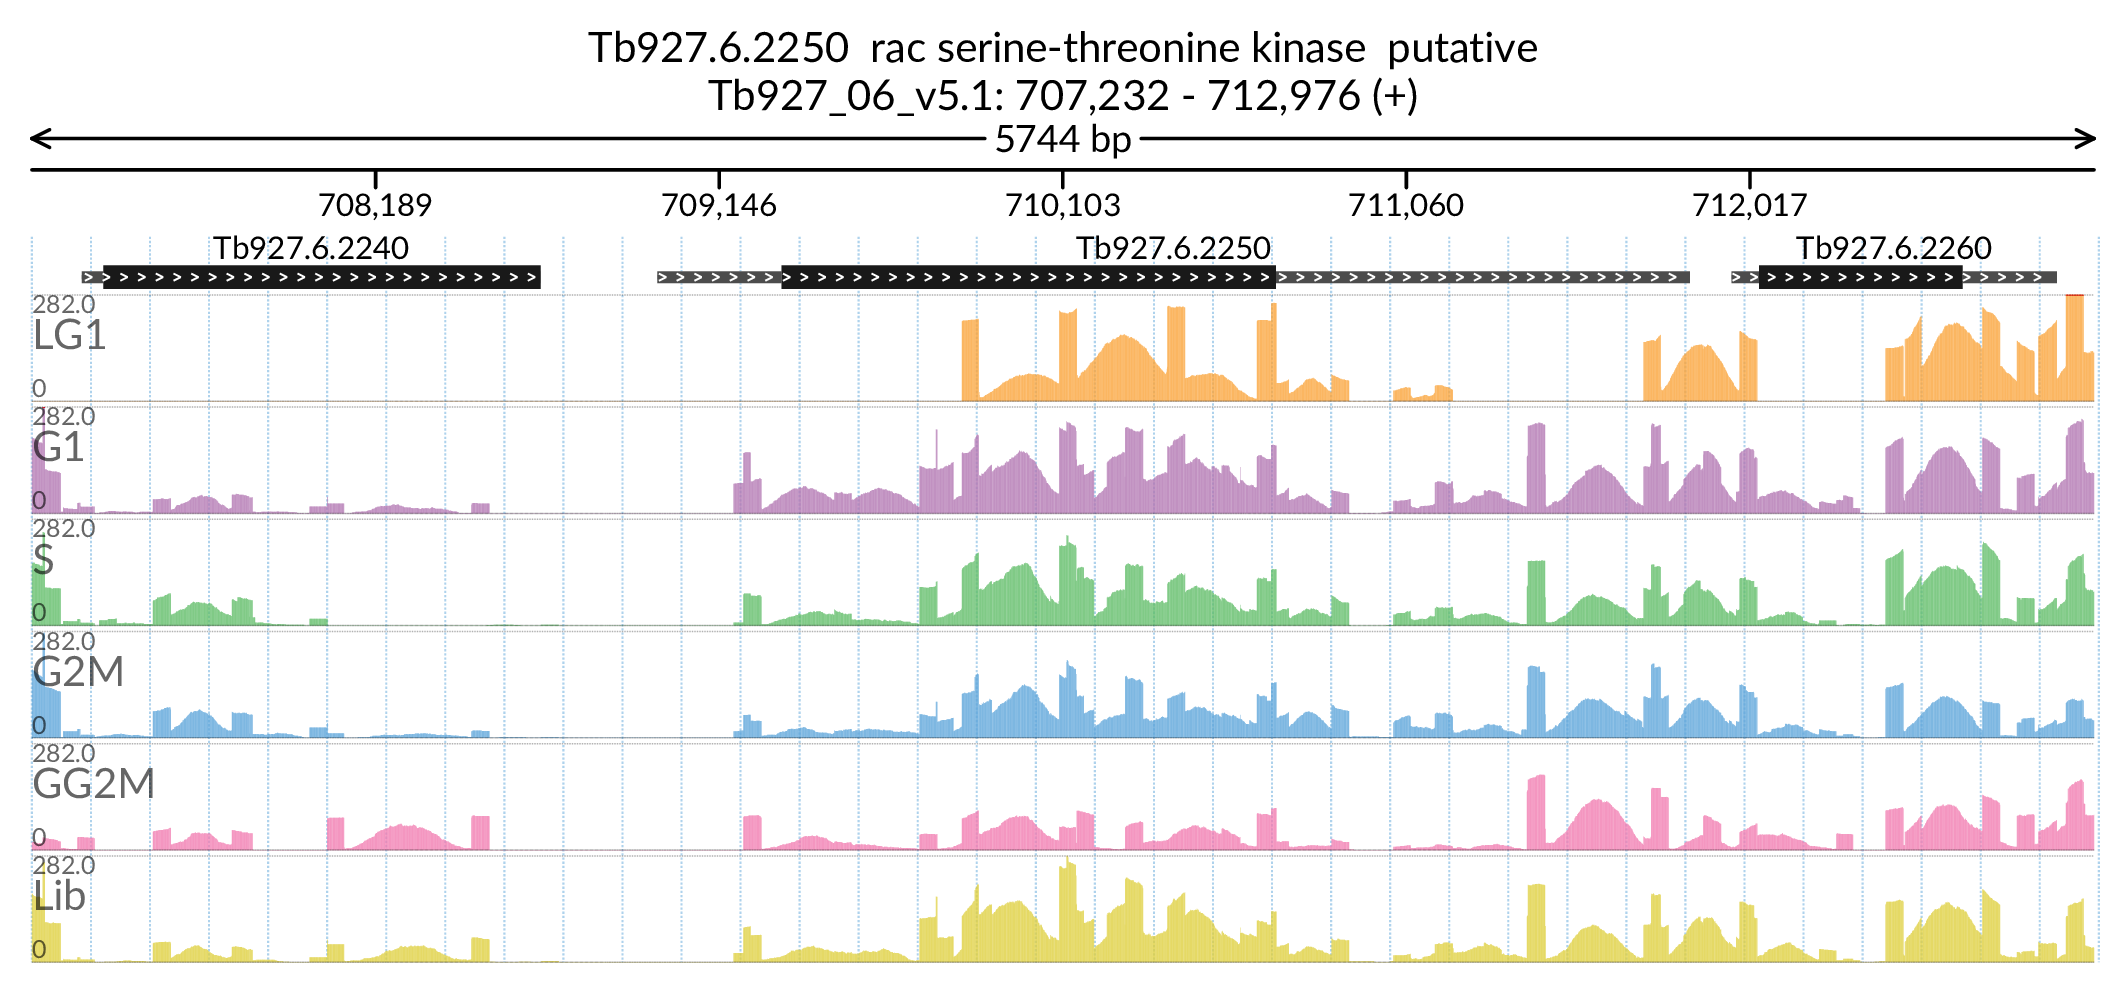 Tb927.6.2250 rac serine-threonine kinase putative
Tb927_06_v5.1: 707,232 - 712,976 (+)
5744 bp
708,189 709,146 710,103 711,060 712,017
Tb927.6.2240 Tb927.6.2250 Tb927.6.2260
282.0
LG1
0
282.0
G1
0
282.0
S
0
282.0
G2M
0
282.0
GG2M
0
282.0
Lib
0